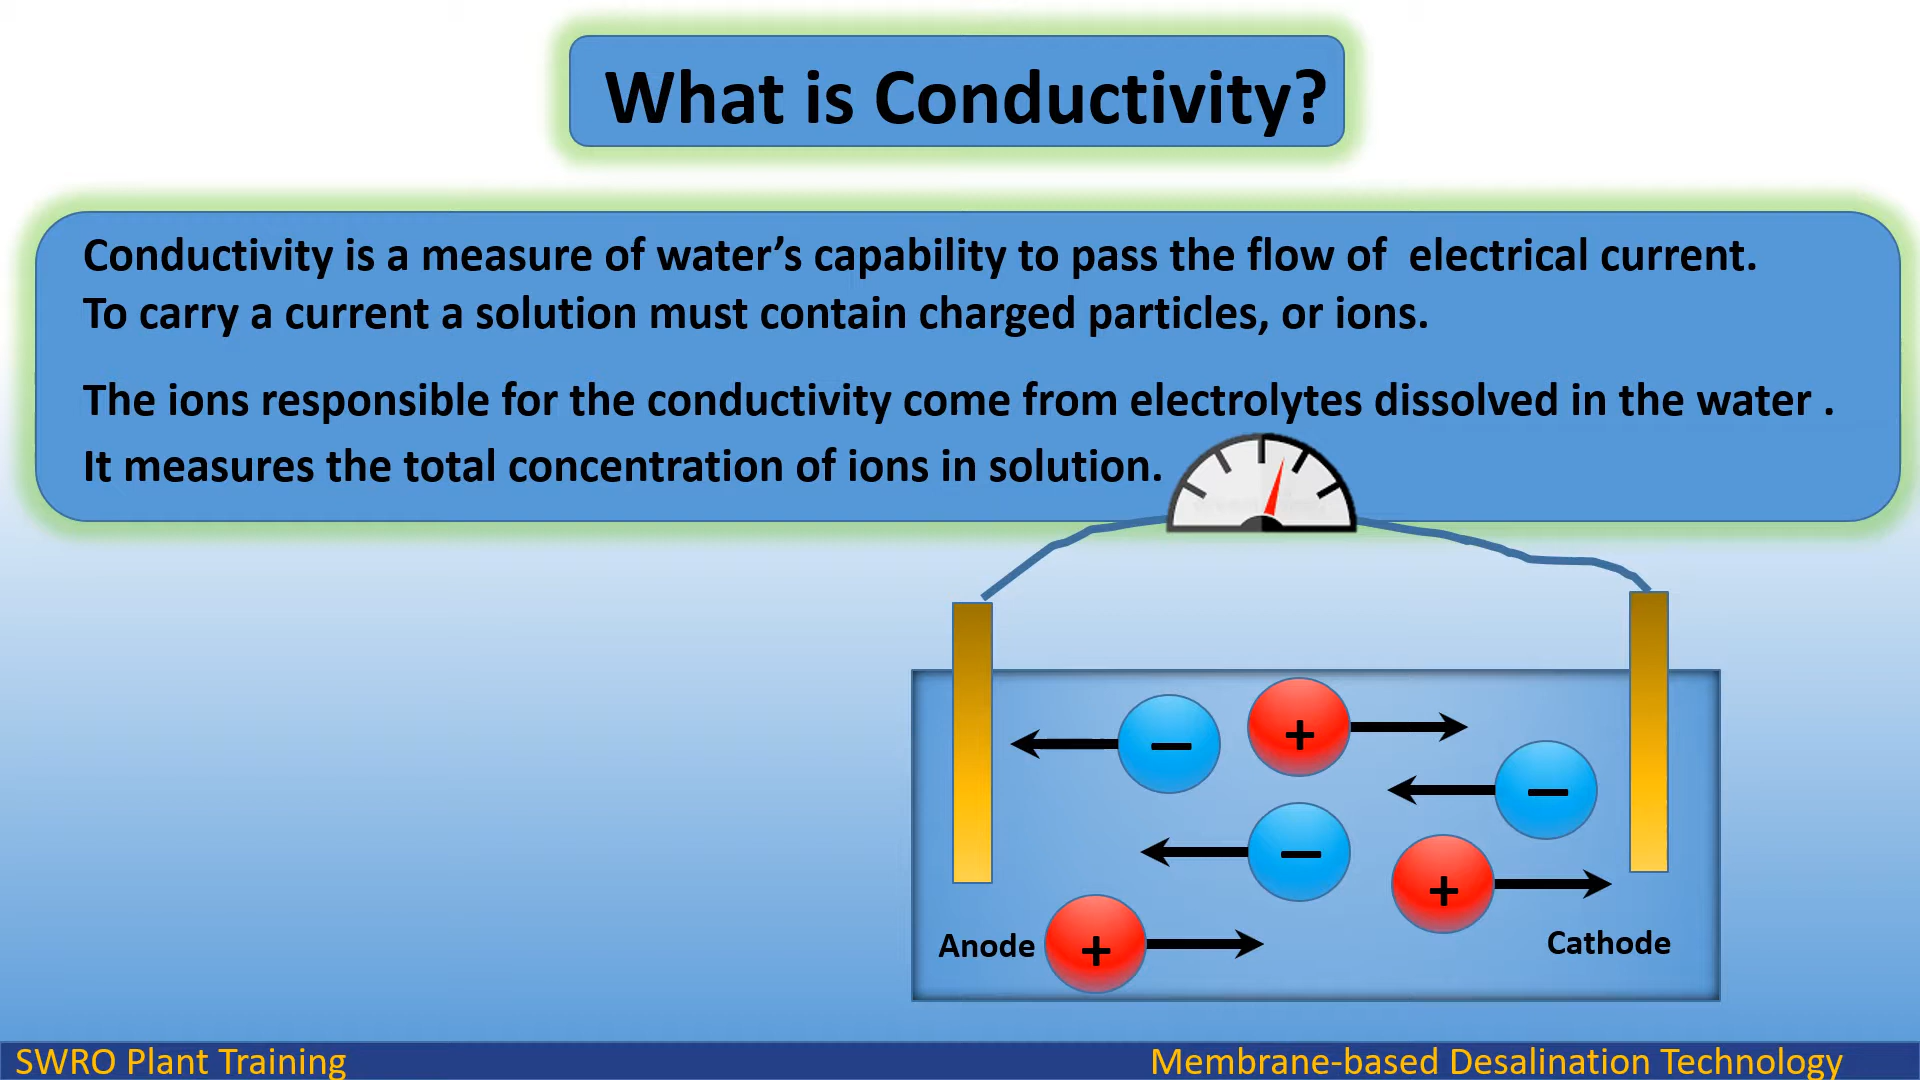 What is Conductivity?
Conductivity is a measure of water’s capability to pass the flow of  electrical current.
To carry a current a solution must contain charged particles, or ions.
The ions responsible for the conductivity come from electrolytes dissolved in the water .
It measures the total concentration of ions in solution.
− + −
− +
Anode + Cathode
SWRO Plant Training Membrane-based Desalination Technology